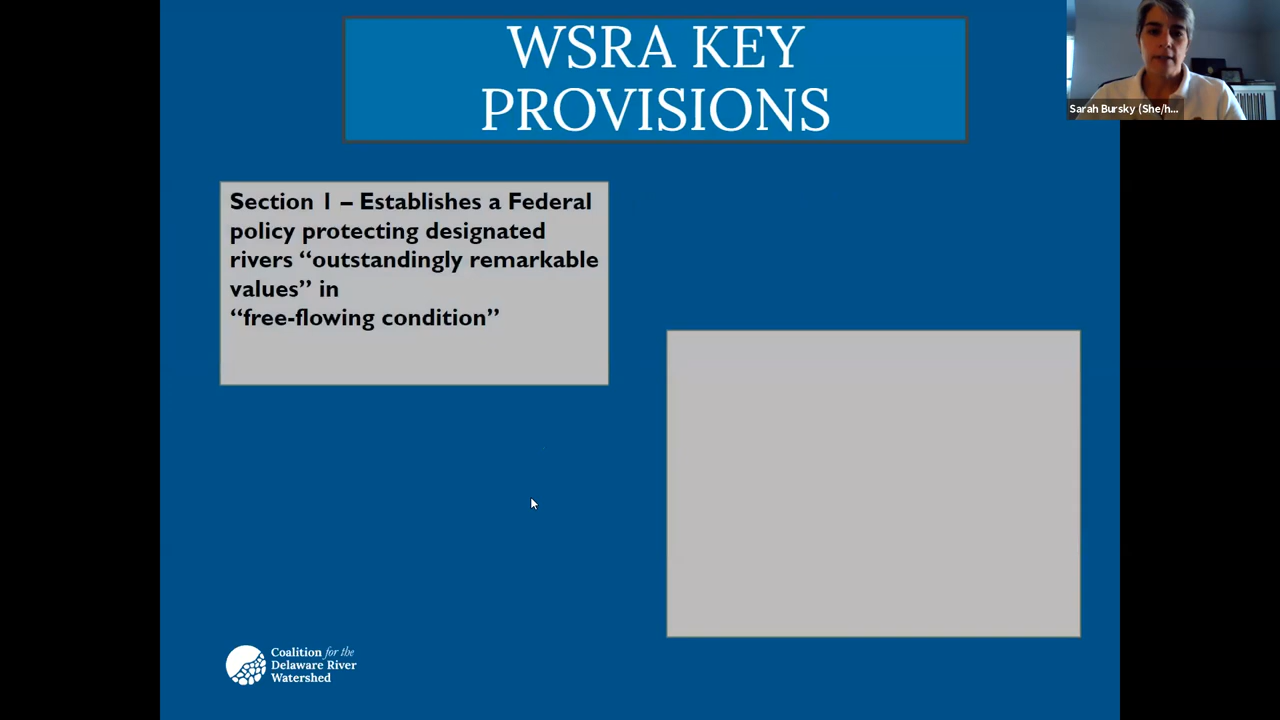 WSRA KEY
PROVISIONS
Sarah Bursky (She/h...
Section 1 – Establishes a Federal
policy protecting designated
rivers “outstandingly remarkable
values” in
“free-flowing condition”
Coalition for the
Delaware River
Watershed